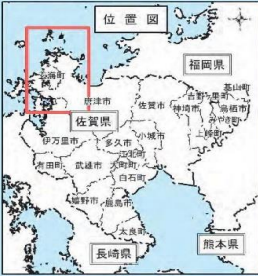 位置図
福岡県
玄海町
基山町
吉野ヶ里町
唐津市
佐賀市
神埼市
鳥栖市
みやき町
上峰町
佐賀県
小城市
伊万里市
多久市
江北町
有田町
武雄市
大町町
白石町
嬉野市
鹿島市
太良町
長崎県
熊本県